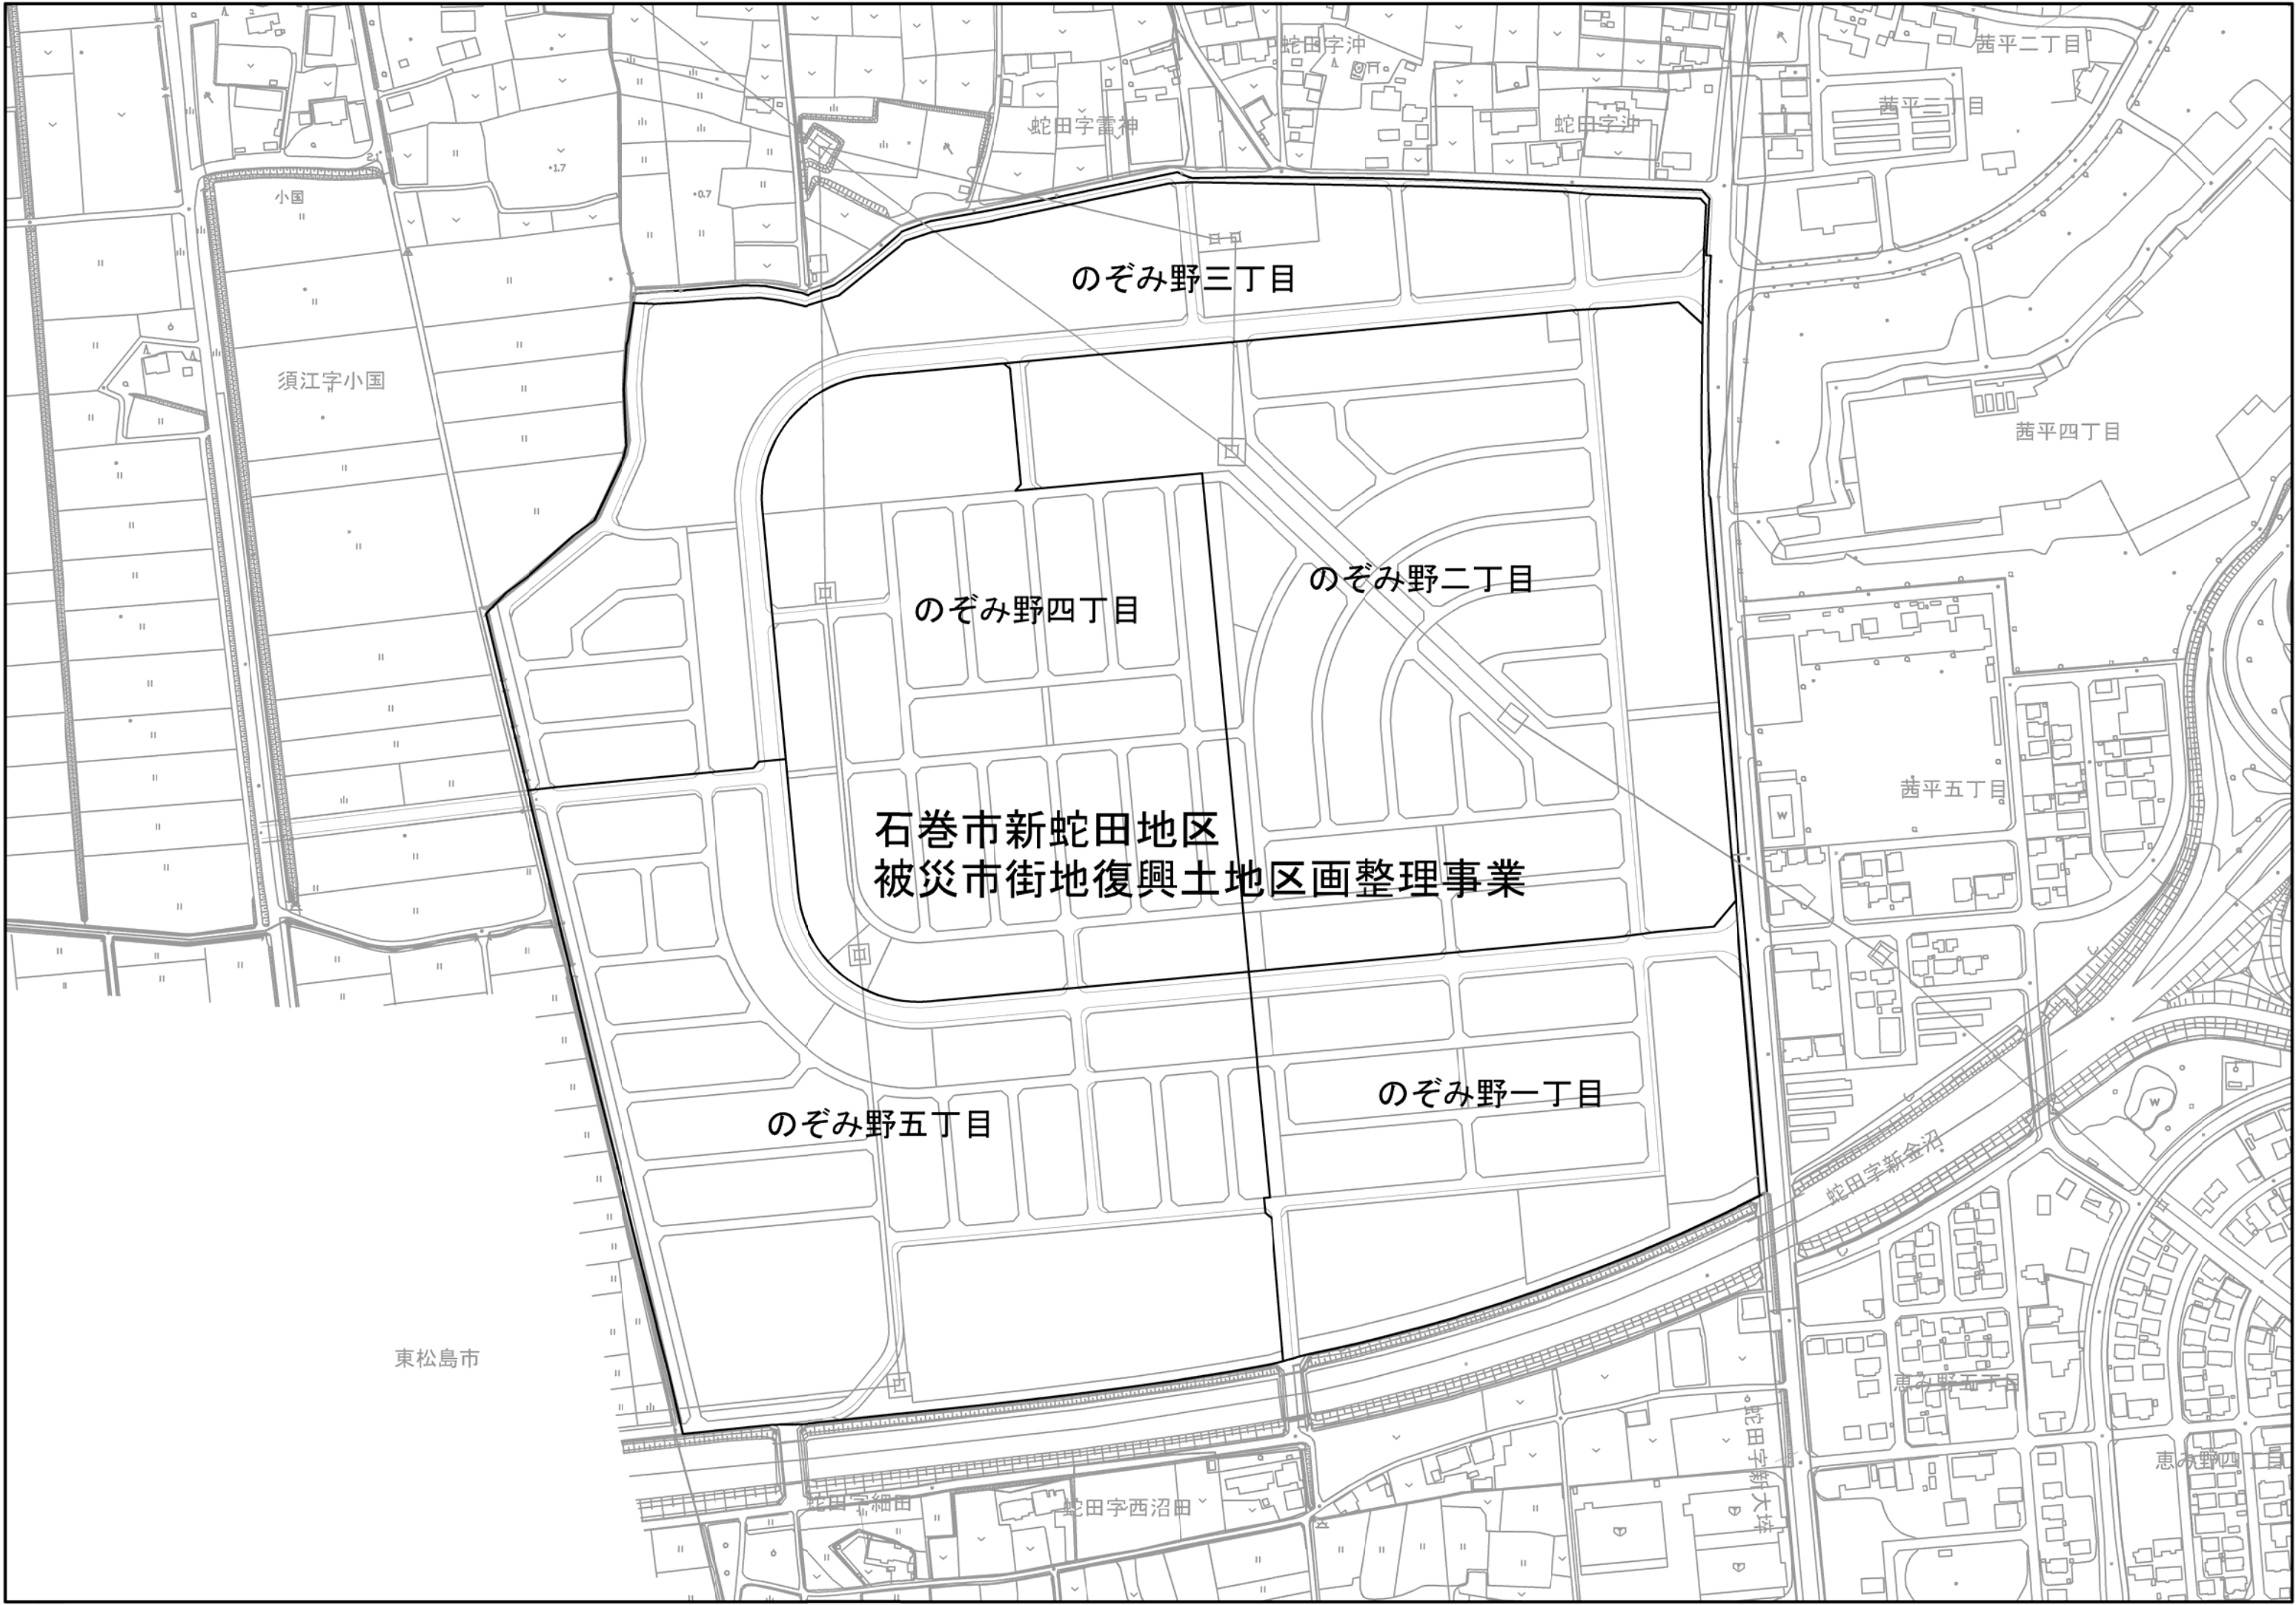 蛇田字沖
茜平二丁目
茜平三丁目
蛇田字雷神
蛇田字沖
2.1
・1.7
小国
・0.7
のぞみ野三丁目
須江字小国
茜平四丁目
のぞみ野二丁目
のぞみ野四丁目
茜平五丁目
W
石巻市新蛇田地区
被災市街地復興土地区画整理事業
のぞみ野一丁目
W
のぞみ野五丁目
蛇田字新金沼
東松島市
恵み野五丁目
蛇田字新大埣
恵み野四丁目
蛇田字細田
蛇田字西沼田